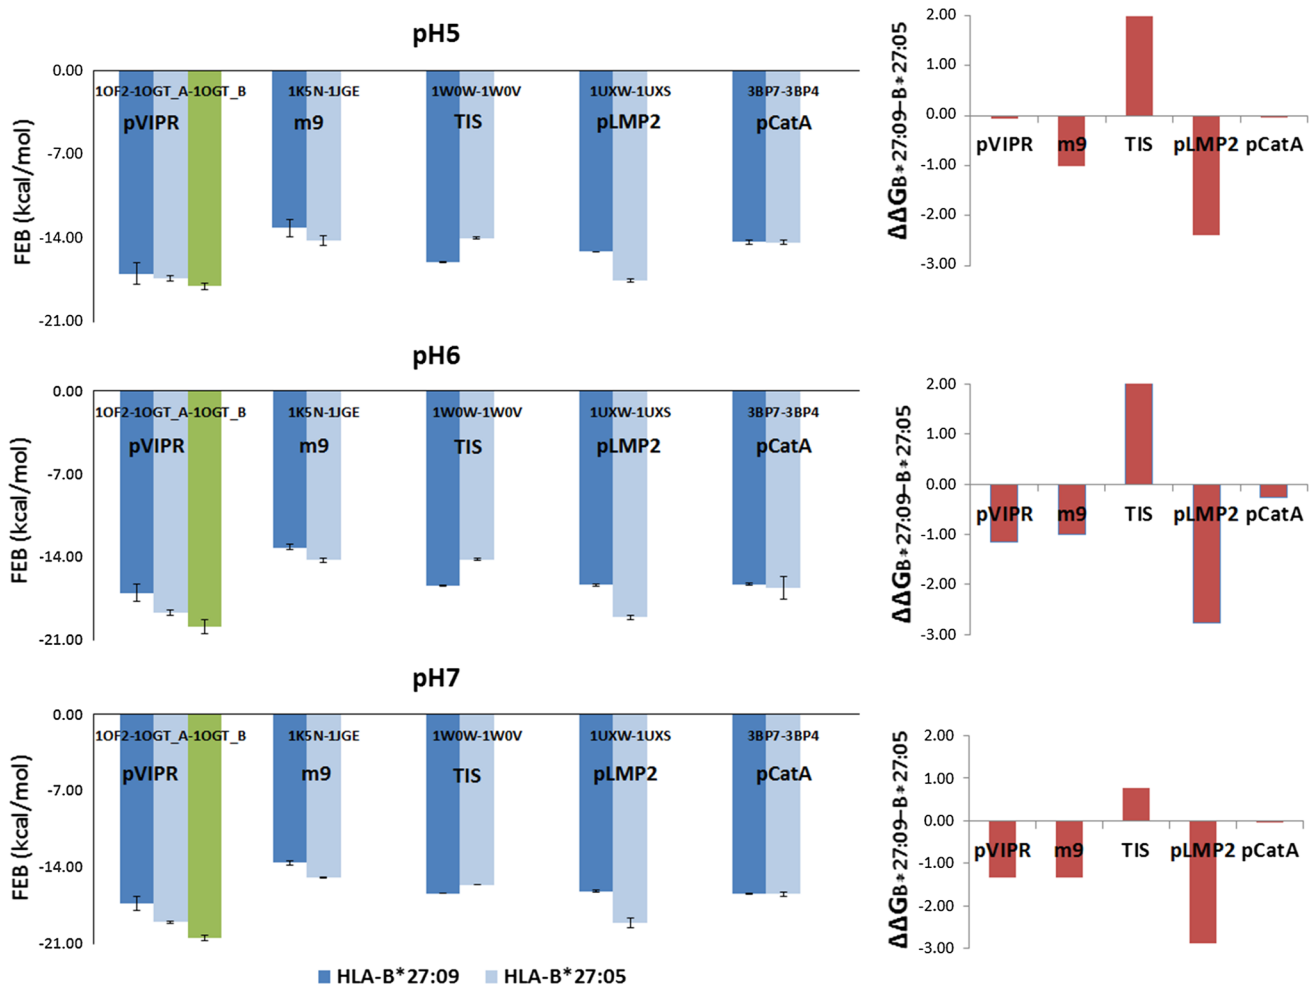 pH5
FEB (kcal/mol)
0.00
-7.00
-14.00
-21.00
1OF2-1OGT_A-1OGT_B
1K5N-1JGE
1W0W-1W0V
1UXW-1UXS
3BP7-3BP4
pVIPR
m9
TIS
pLMP2
pCatA
ΔΔGB*27:09–B*27:05
2.00
1.00
0.00
-1.00
-2.00
-3.00
pVIPR
m9
TIS
pLMP2
pCatA
pH6
FEB (kcal/mol)
0.00
-7.00
-14.00
-21.00
1OF2-1OGT_A-1OGT_B
1K5N-1JGE
1W0W-1W0V
1UXW-1UXS
3BP7-3BP4
pVIPR
m9
TIS
pLMP2
pCatA
ΔΔGB*27:09–B*27:05
2.00
1.00
0.00
-1.00
-2.00
-3.00
pVIPR
m9
TIS
pLMP2
pCatA
pH7
FEB (kcal/mol)
0.00
-7.00
-14.00
-21.00
1OF2-1OGT_A-1OGT_B
1K5N-1JGE
1W0W-1W0V
1UXW-1UXS
3BP7-3BP4
pVIPR
m9
TIS
pLMP2
pCatA
ΔΔGB*27:09–B*27:05
2.00
1.00
0.00
-1.00
-2.00
-3.00
pVIPR
m9
TIS
pLMP2
pCatA
HLA-B*27:09
HLA-B*27:05